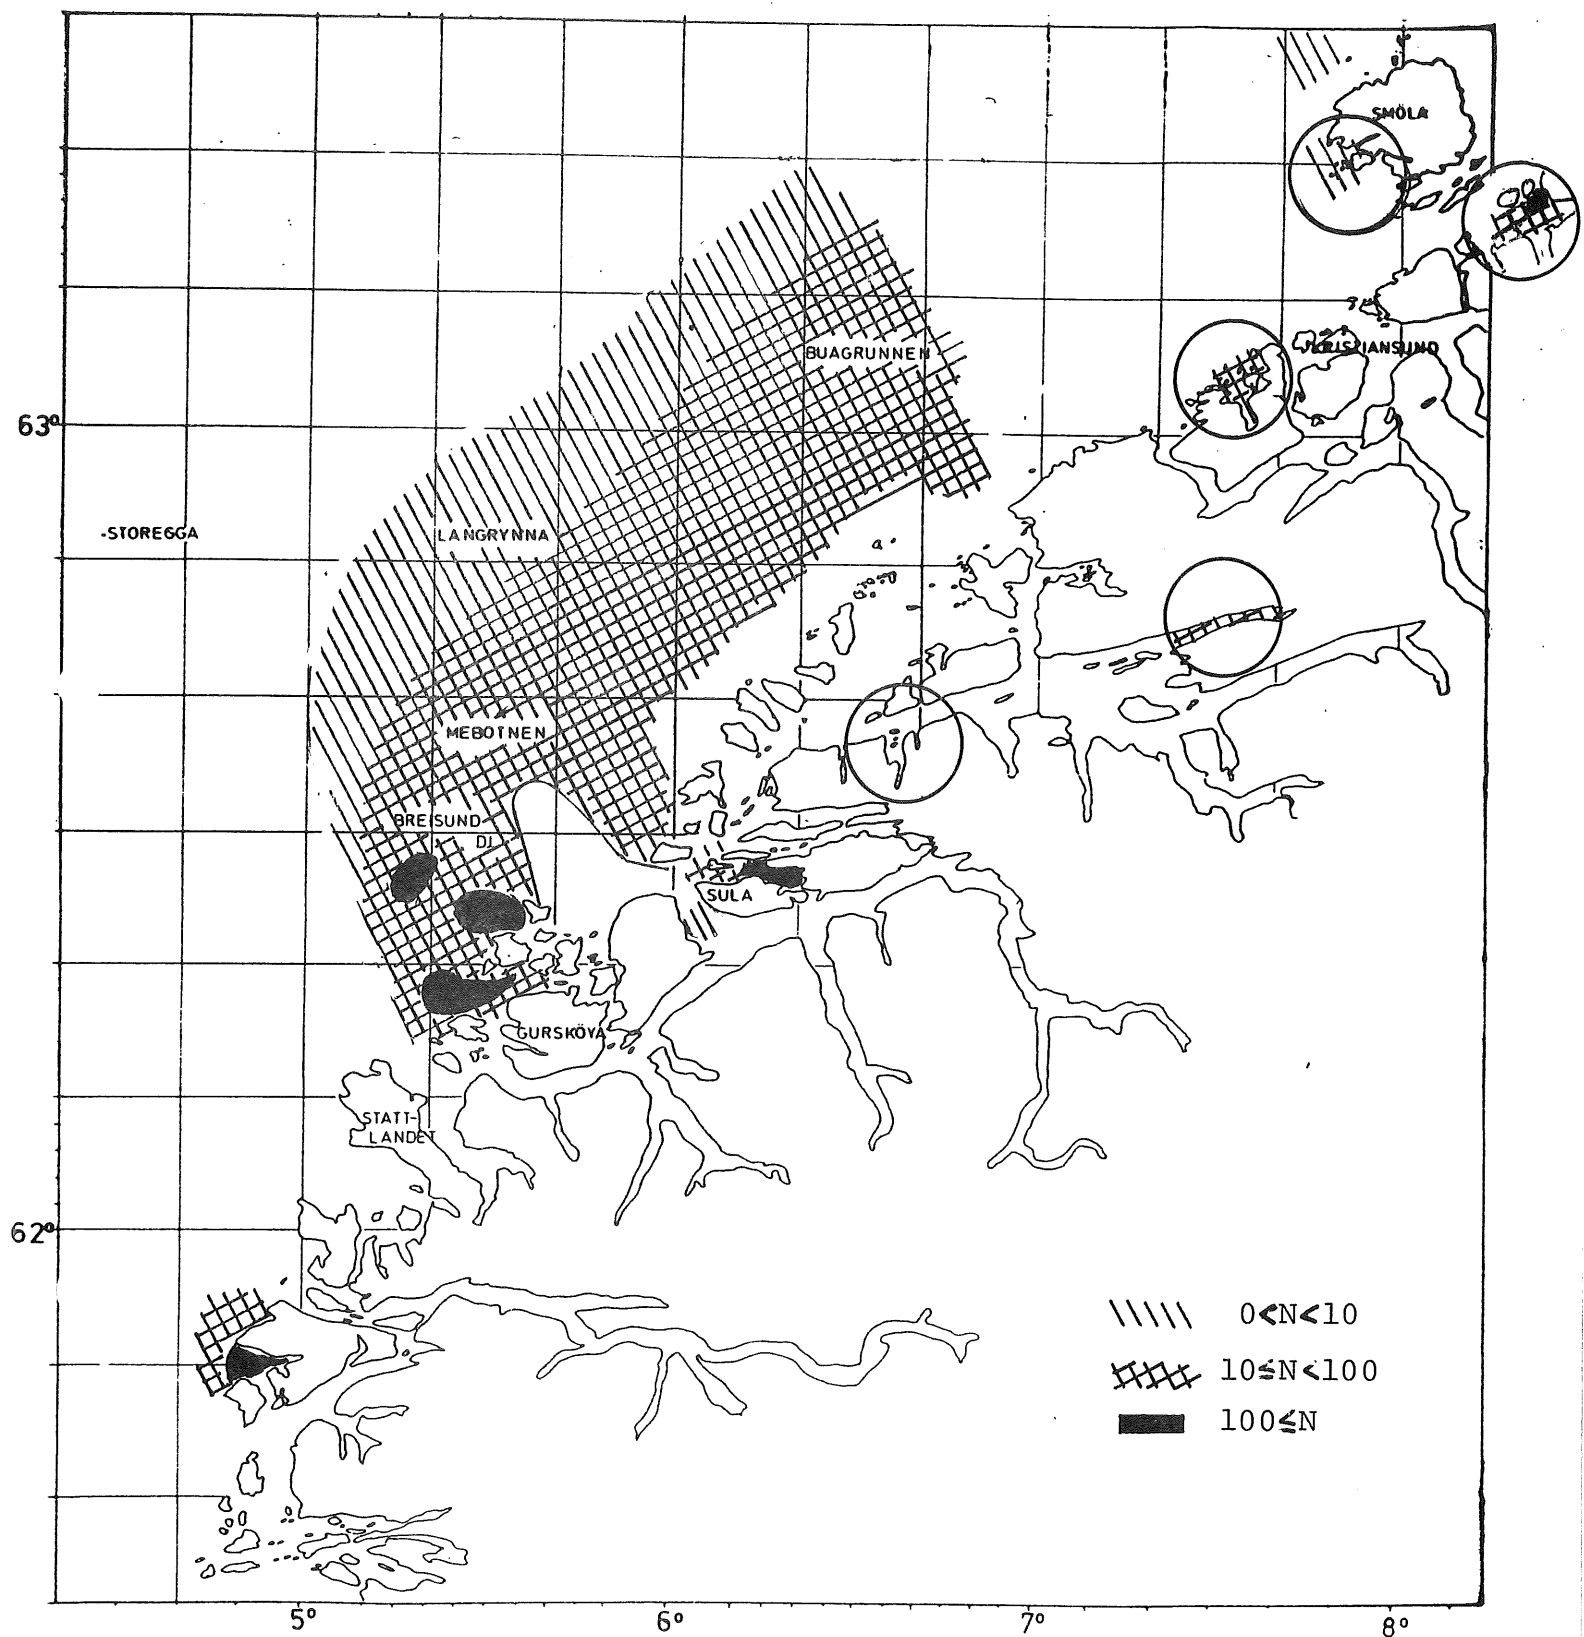 SMÖLA
BUAGRUNNEN
KRISTIANSUND
63°
-STOREGGA
LANGRYNNA
MEBOTNEN
BREISUND
DJ
SULA
GURSKÖYA
STATT-
LANDET
62°
0<N<10
10≤N<100
100≤N
5°
6°
7°
8°